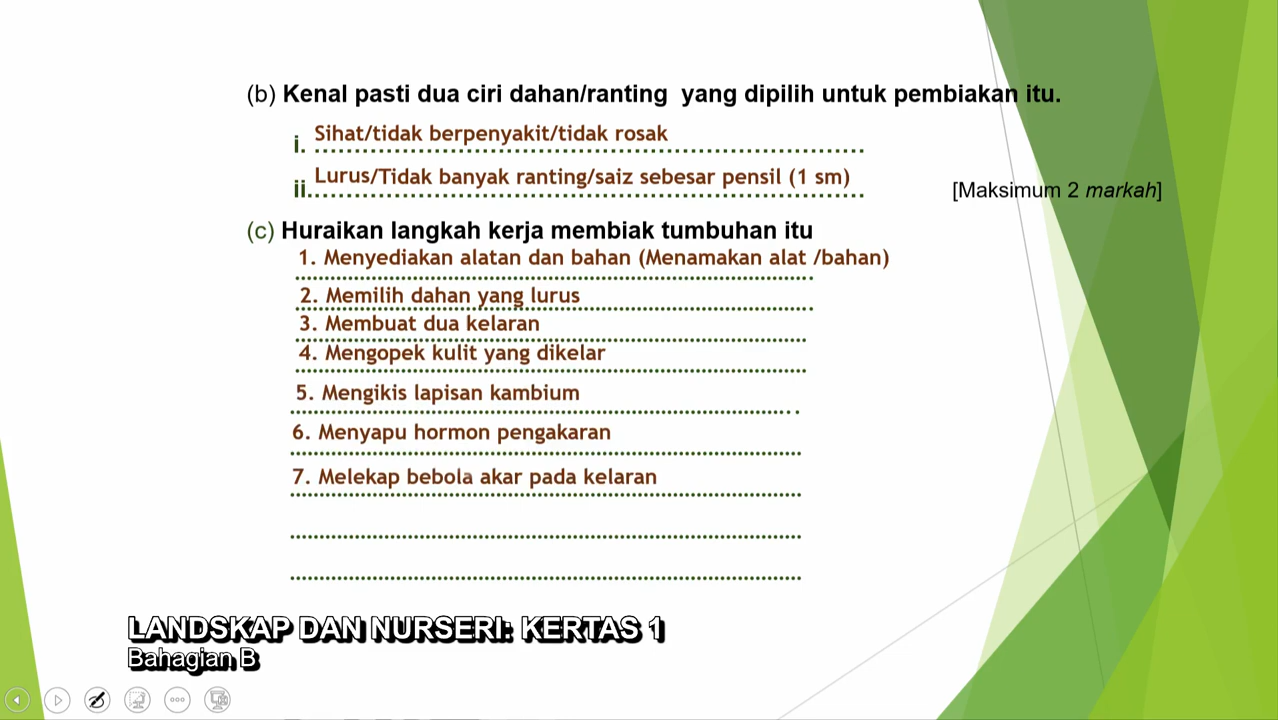 (b) Kenal pasti dua ciri dahan/ranting yang dipilih untuk pembiakan itu.
i. Sihat/tidak berpenyakit/tidak rosak
ii. Lurus/Tidak banyak ranting/saiz sebesar pensil (1 sm)
[Maksimum 2 markah]
(c) Huraikan langkah kerja membiak tumbuhan itu
1. Menyediakan alatan dan bahan (Menamakan alat /bahan)
2. Memilih dahan yang lurus
3. Membuat dua kelaran
4. Mengopek kulit yang dikelar
5. Mengikis lapisan kambium
6. Menyapu hormon pengakaran
7. Melekap bebola akar pada kelaran
LANDSKAP DAN NURSERI: KERTAS 1
Bahagian B